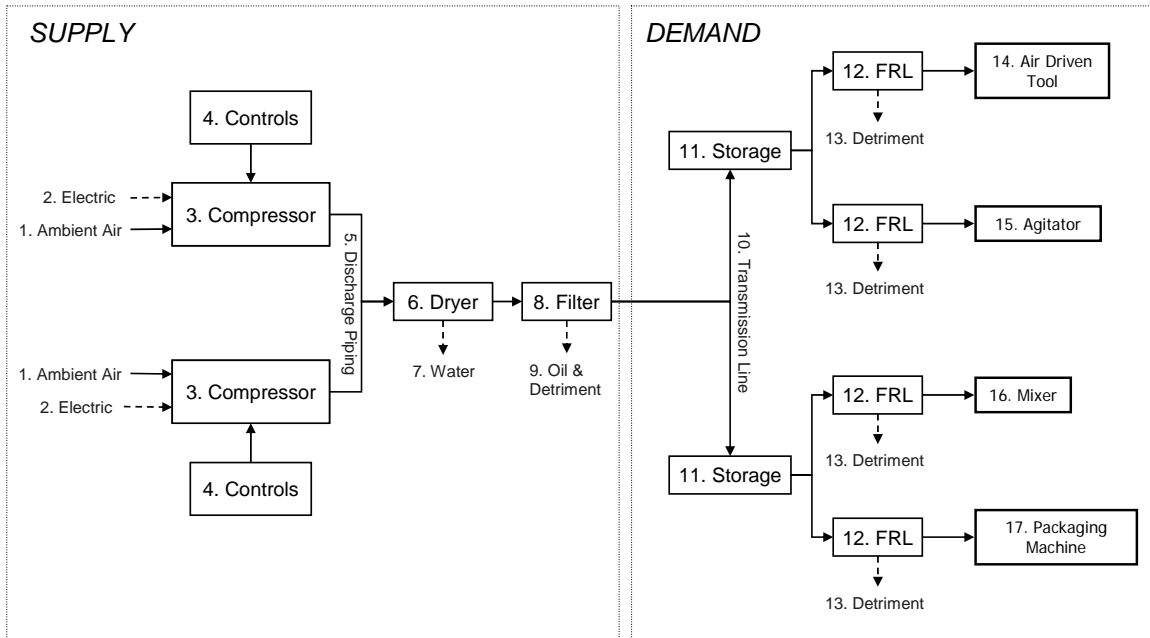 SUPPLY
4. Controls
2. Electric
1. Ambient Air
3. Compressor
5. Discharge Piping
6. Dryer
7. Water
8. Filter
9. Oil &
Detriment
1. Ambient Air
2. Electric
3. Compressor
4. Controls
DEMAND
10. Transmission Line
11. Storage
12. FRL
13. Detriment
14. Air Driven
Tool
12. FRL
13. Detriment
15. Agitator
11. Storage
12. FRL
13. Detriment
16. Mixer
12. FRL
13. Detriment
17. Packaging
Machine